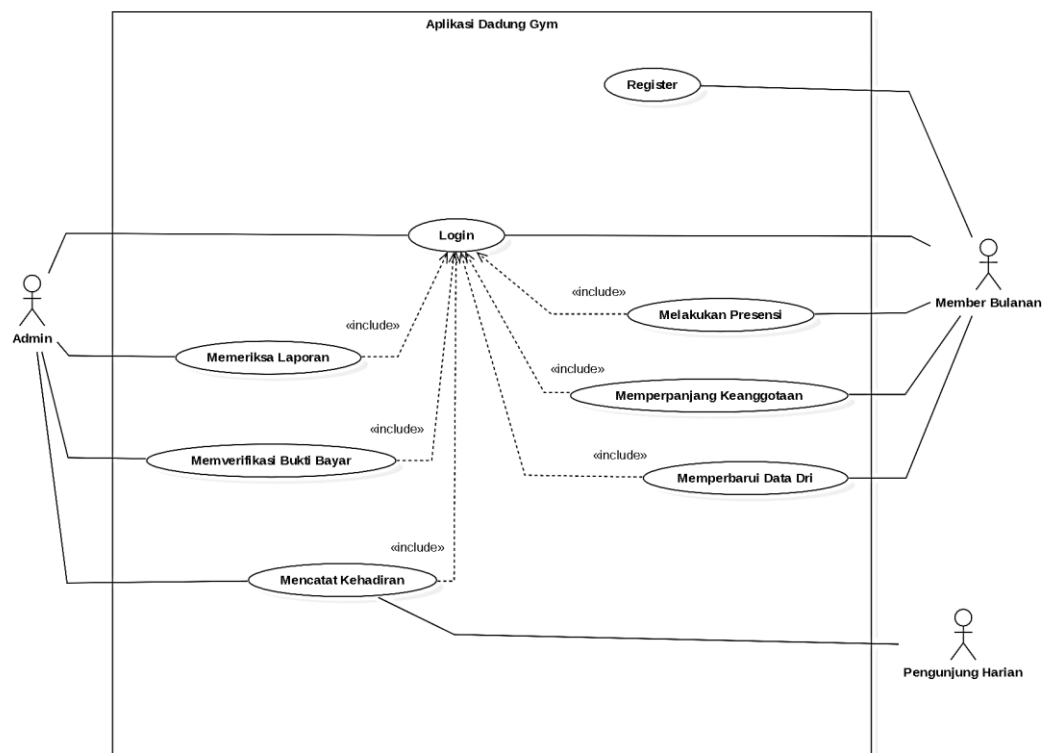 Aplikasi Dadung Gym
Register
Login
«include»
Melakukan Presensi
Member Bulanan
Admin
«include»
Memeriksa Laporan
«include»
Memperpanjang Keanggotaan
«include»
Memverifikasi Bukti Bayar
«include»
Memperbarui Data Dri
«include»
Mencatat Kehadiran
Pengunjung Harian